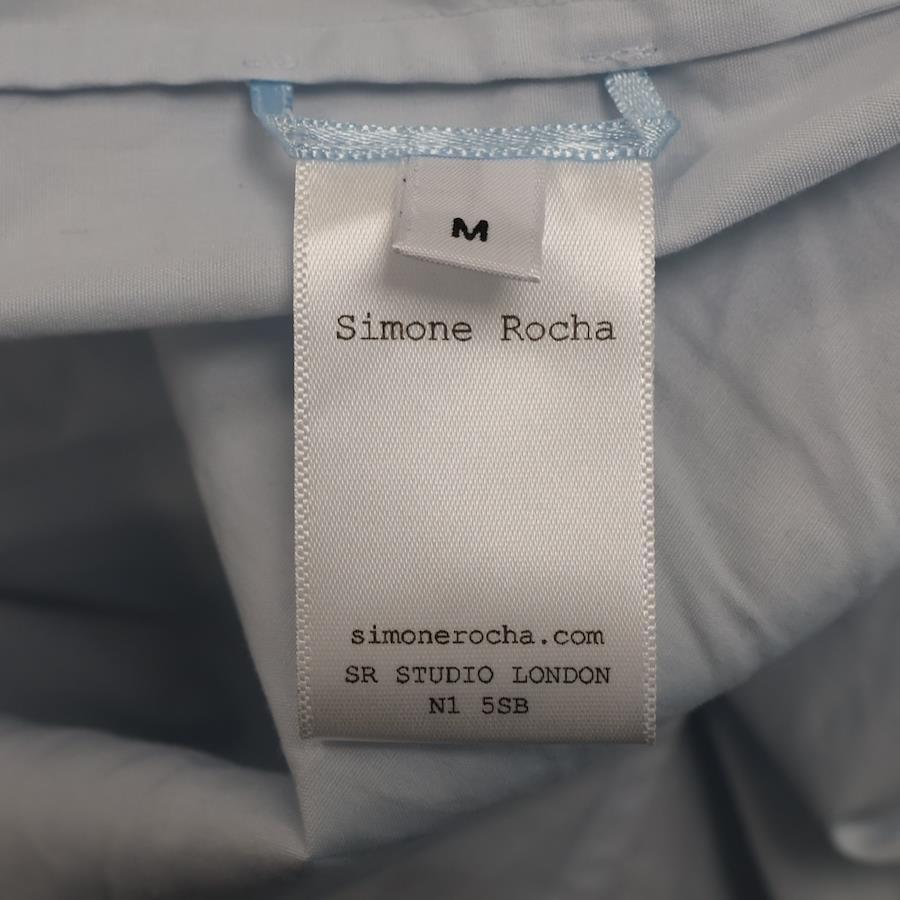 M
Simone Rocha
simonerocha.com
SR STUDIO LONDON
N1 5SB